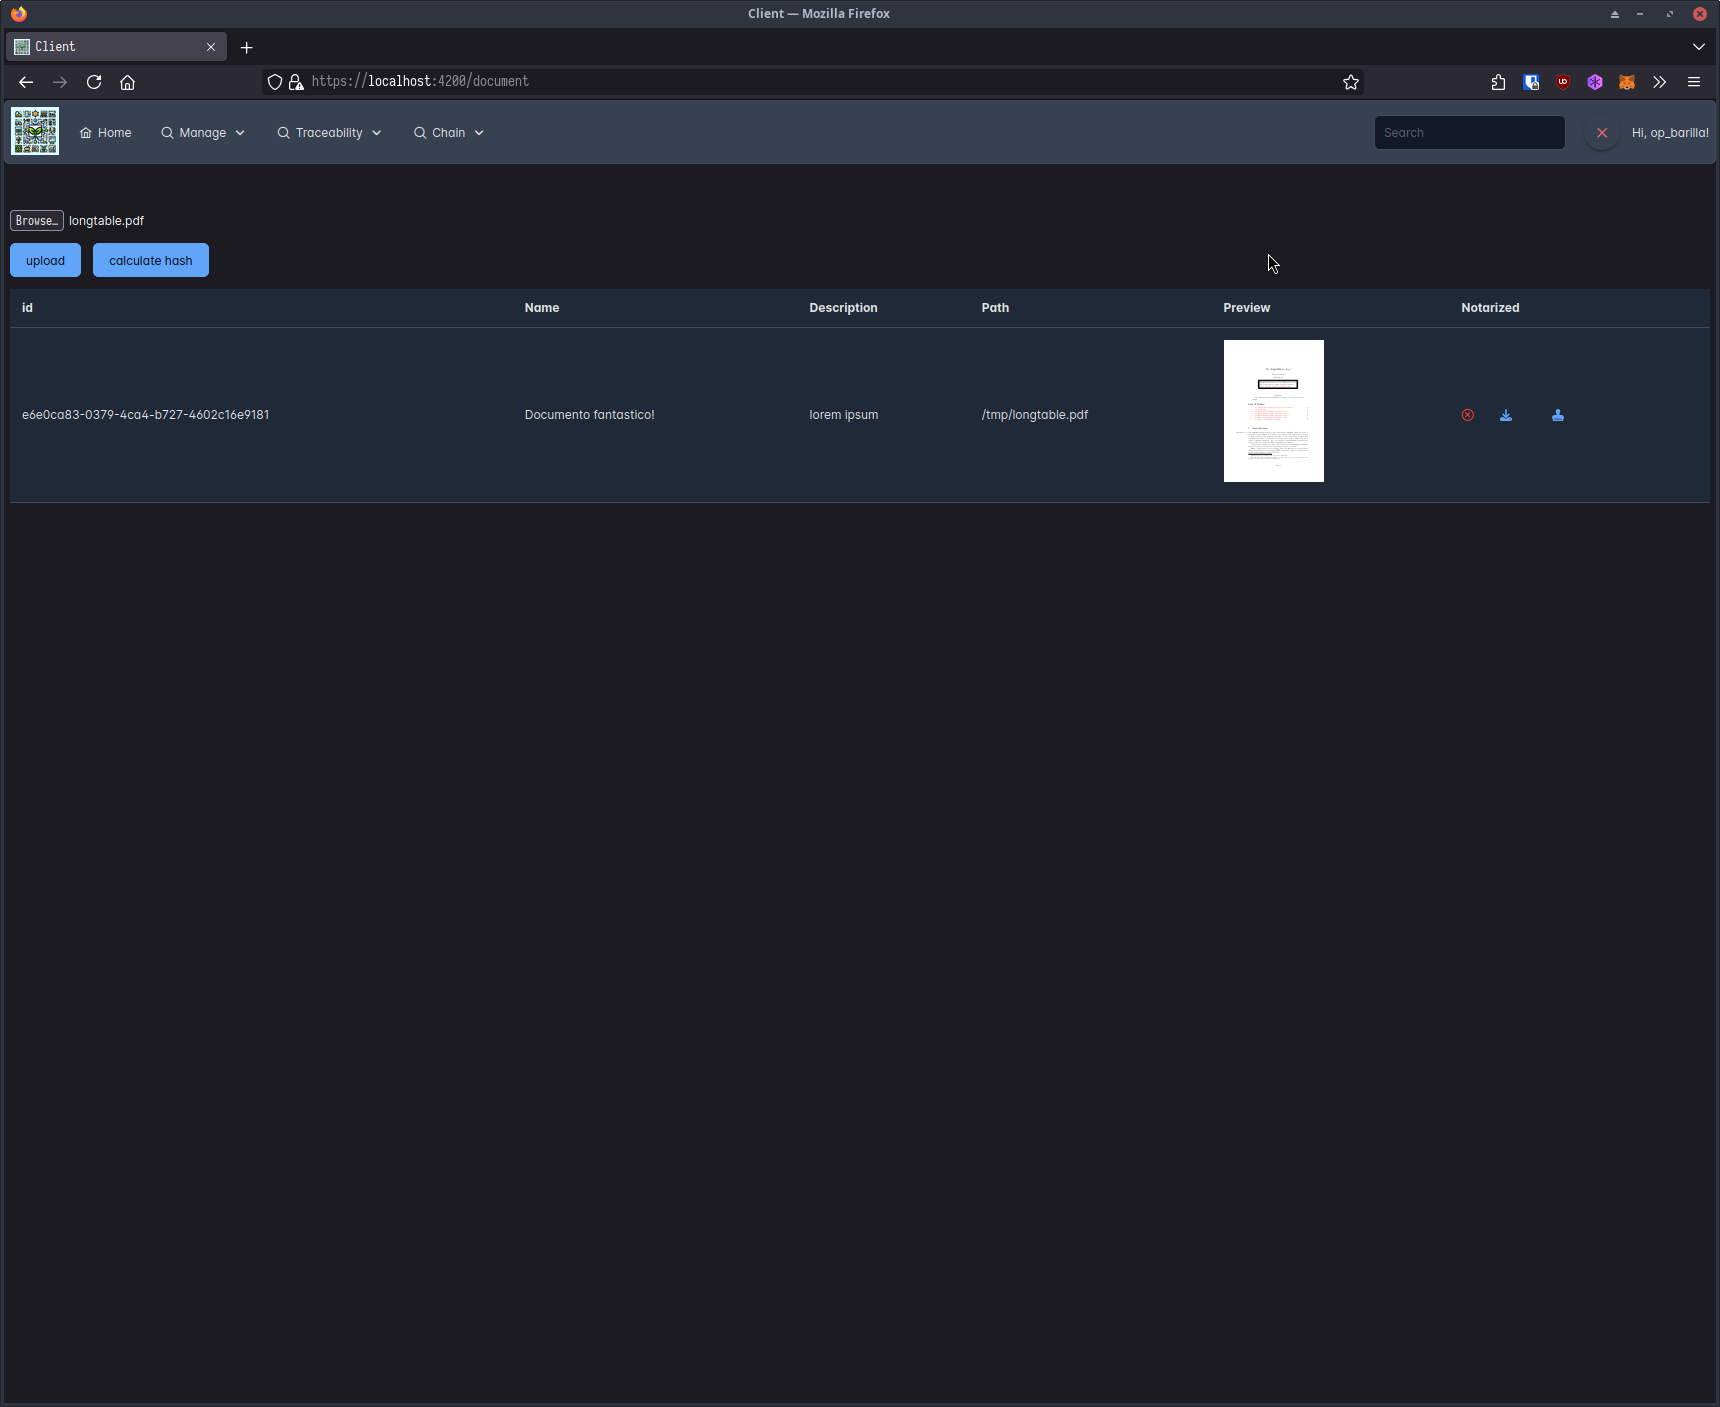 Client — Mozilla Firefox
Client
https://localhost:4200/document
Home Manage Traceability Chain Search Hi, op_barilla!
Browse… longtable.pdf
upload calculate hash
id Name Description Path Preview Notarized
e6e0ca83-0379-4ca4-b727-4602c16e9181 Documento fantastico! lorem ipsum /tmp/longtable.pdf